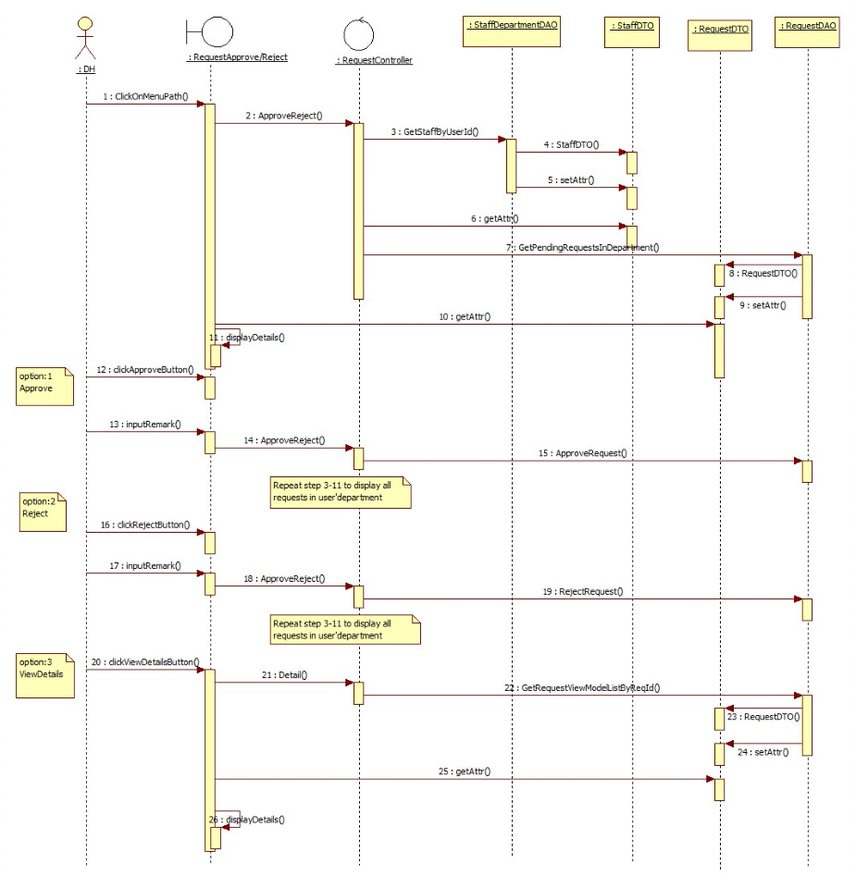 : StaffDepartmentDAO
: StaffDTO
: RequestDTO
: RequestDAO
: RequestApprove/Reject
: RequestController
: DH
1 : ClickOnMenuPath()
2 : ApproveReject()
3 : GetStaffByUserId()
4 : StaffDTO()
5 : setAttr()
6 : getAttr()
7 : GetPendingRequestsInDepartment()
8 : RequestDTO()
9 : setAttr()
10 : getAttr()
11 : displayDetails()
option:1
Approve
12 : clickApproveButton()
13 : inputRemark()
14 : ApproveReject()
15 : ApproveRequest()
Repeat step 3-11 to display all
requests in user'department
option:2
Reject
16 : clickRejectButton()
17 : inputRemark()
18 : ApproveReject()
19 : RejectRequest()
Repeat step 3-11 to display all
requests in user'department
option:3
ViewDetails
20 : clickViewDetailsButton()
21 : Detail()
22 : GetRequestViewModelListByReqId()
23 : RequestDTO()
24 : setAttr()
25 : getAttr()
26 : displayDetails()